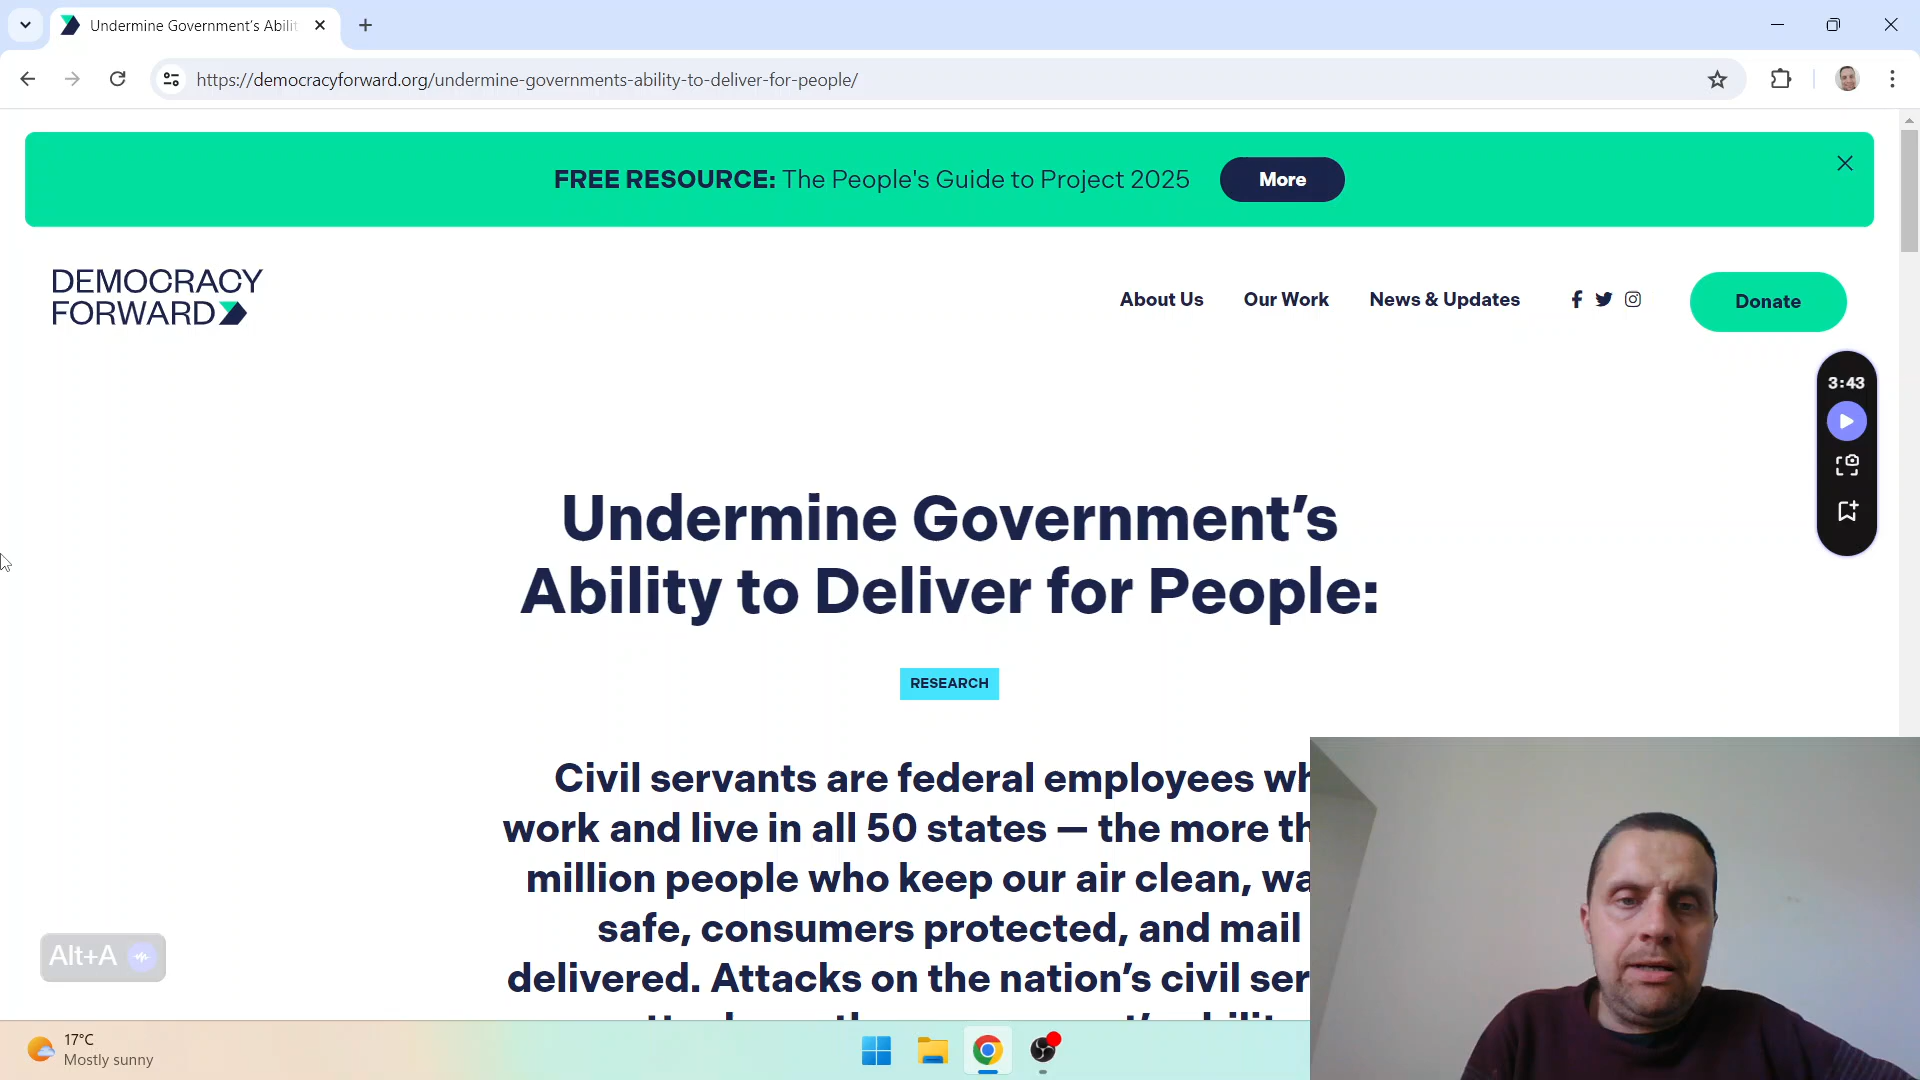 Undermine Government's Abilit
https://democracyforward.org/undermine-governments-ability-to-deliver-for-people/
FREE RESOURCE: The People's Guide to Project 2025
More
DEMOCRACY
FORWARD
About Us
Our Work
News & Updates
Donate
3:43
Undermine Government’s
Ability to Deliver for People:
RESEARCH
Civil servants are federal employees wh
work and live in all 50 states — the more th
million people who keep our air clean, wa
safe, consumers protected, and mail
delivered. Attacks on the nation’s civil ser
Alt+A
17°C
Mostly sunny